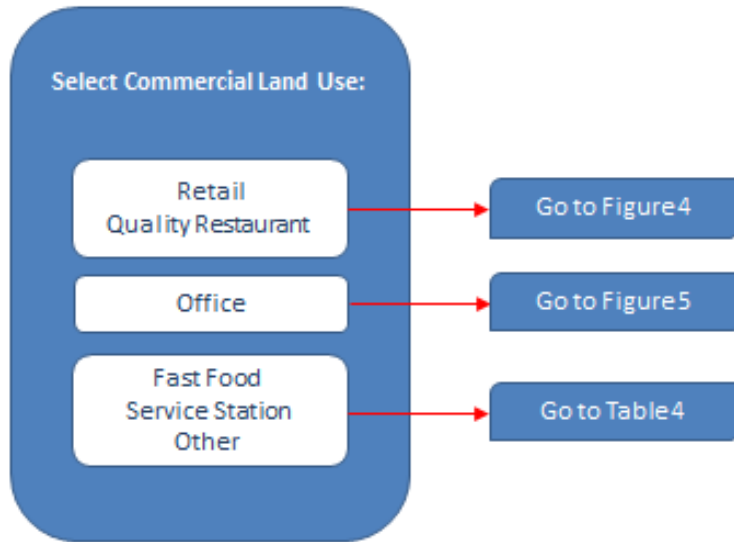 Select Commercial Land Use:
Retail
Quality Restaurant
Go to Figure 4
Office
Go to Figure 5
Fast Food
Service Station
Other
Go to Table 4